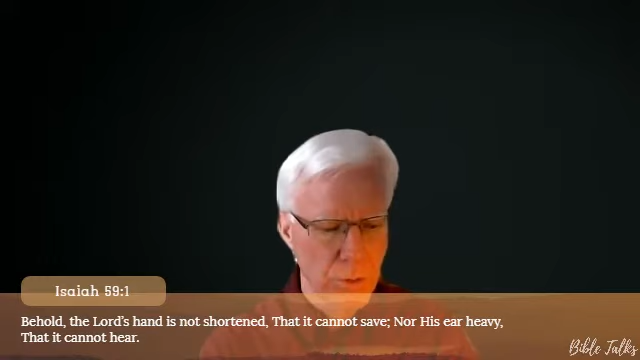 Isaiah 59:1
Behold, the Lord's hand is not shortened, That it cannot save; Nor His ear heavy,
That it cannot hear.
Bible Talks